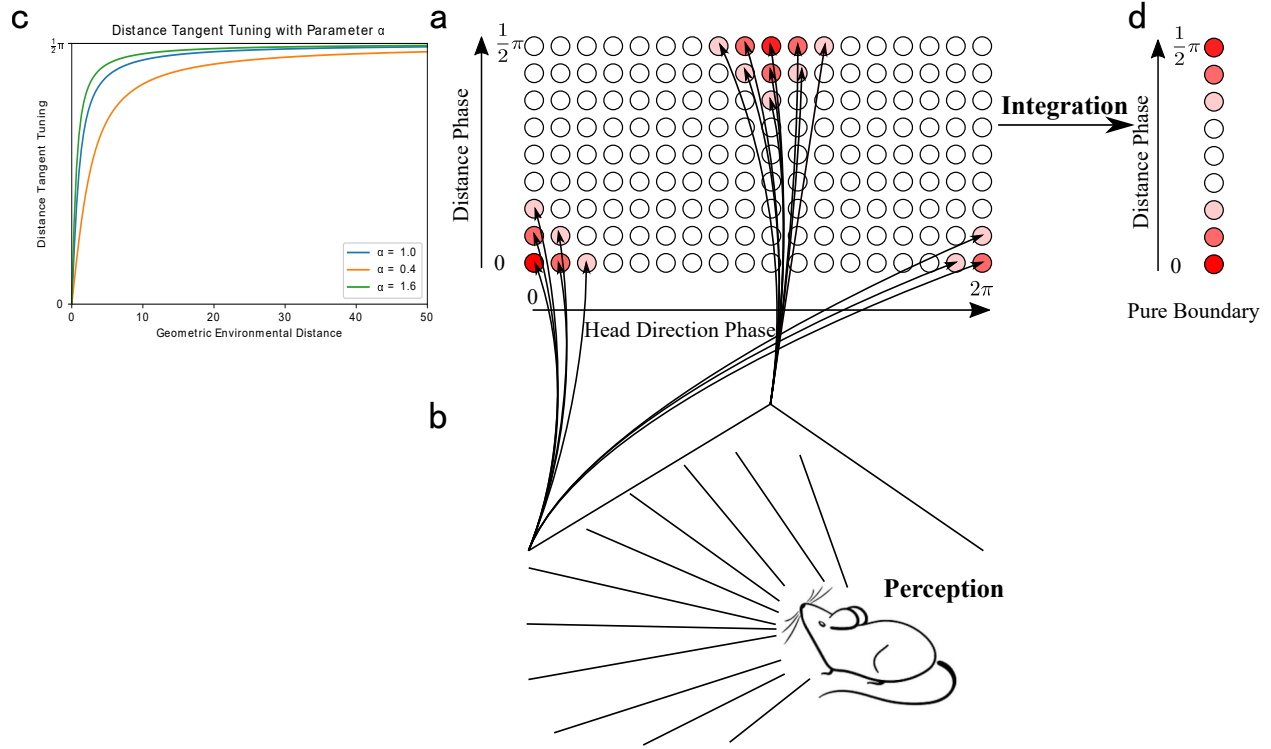 c
Distance Tangent Tuning with Parameter α
½π
Distance Tangent Tuning
0
α = 1.0
α = 0.4
α = 1.6
0 10 20 30 40 50
Geometric Environmental Distance
a
½π
Distance Phase
0
0
2π
Head Direction Phase
Integration
d
½π
Distance Phase
0
Pure Boundary
b
Perception